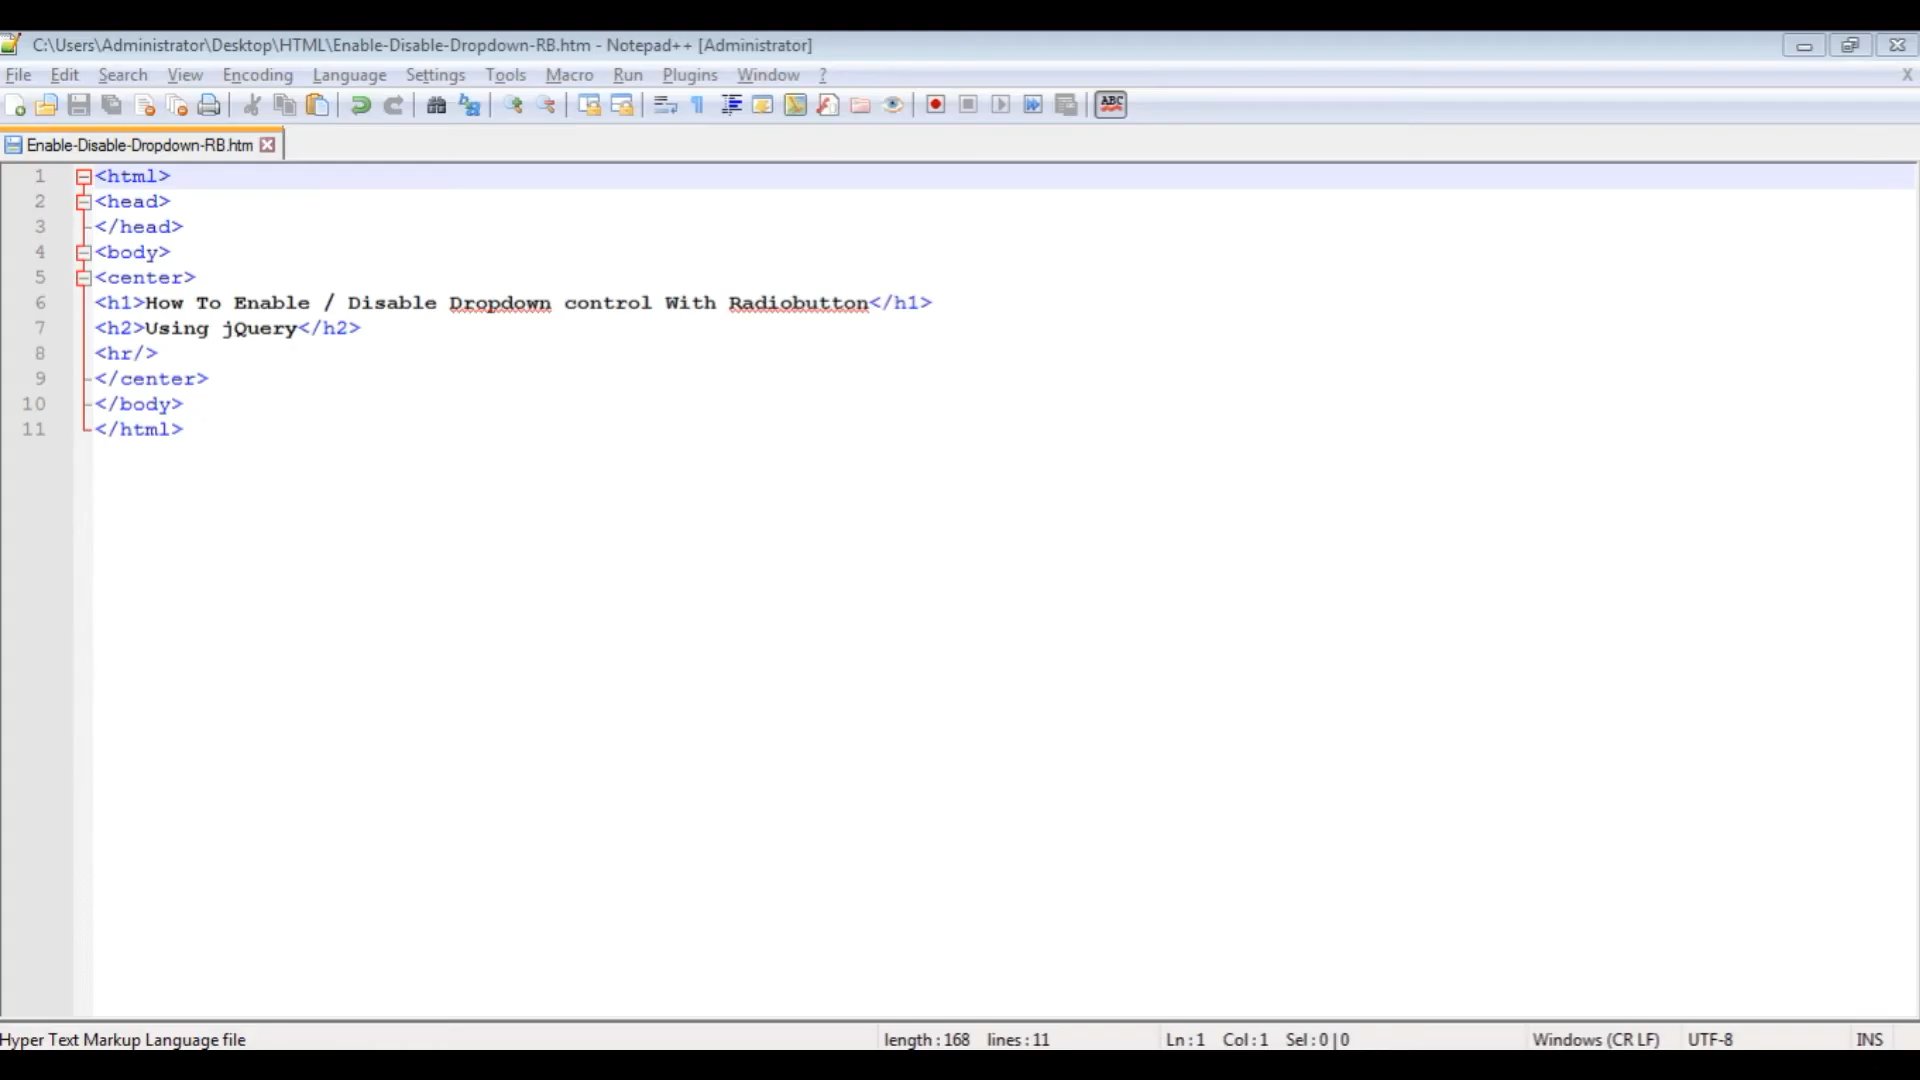 C:\Users\Administrator\Desktop\HTML\Enable-Disable-Dropdown-RB.htm - Notepad++ [Administrator]
File Edit Search View Encoding Language Settings Tools Macro Run Plugins Window ? X
ABC
Enable-Disable-Dropdown-RB.htm
1 <html>
2 <head>
3 </head>
4 <body>
5 <center>
6 <h1>How To Enable / Disable Dropdown control With Radiobutton</h1>
7 <h2>Using jQuery</h2>
8 <hr/>
9 </center>
10 </body>
11 </html>
Hyper Text Markup Language file length : 168 lines : 11 Ln : 1 Col : 1 Sel : 0 | 0 Windows (CR LF) UTF-8 INS